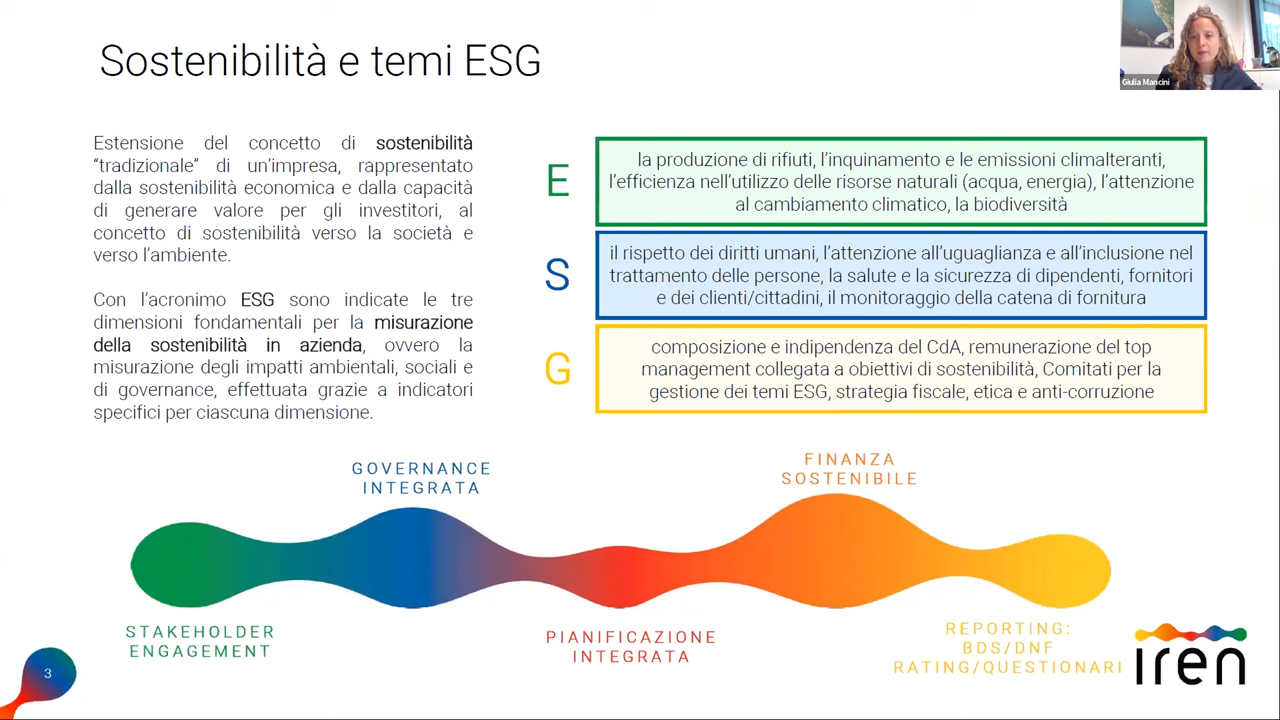 Sostenibilità e temi ESG
Giulia Mancini
Estensione del concetto di sostenibilità
“tradizionale” di un’impresa, rappresentato
dalla sostenibilità economica e dalla capacità
di generare valore per gli investitori, al
concetto di sostenibilità verso la società e
verso l’ambiente.
Con l’acronimo ESG sono indicate le tre
dimensioni fondamentali per la misurazione
della sostenibilità in azienda, ovvero la
misurazione degli impatti ambientali, sociali e
di governance, effettuata grazie a indicatori
specifici per ciascuna dimensione.
E
la produzione di rifiuti, l’inquinamento e le emissioni climalteranti,
l’efficienza nell’utilizzo delle risorse naturali (acqua, energia), l’attenzione
al cambiamento climatico, la biodiversità
S
il rispetto dei diritti umani, l’attenzione all’uguaglianza e all’inclusione nel
trattamento delle persone, la salute e la sicurezza di dipendenti, fornitori
e dei clienti/cittadini, il monitoraggio della catena di fornitura
G
composizione e indipendenza del CdA, remunerazione del top
management collegata a obiettivi di sostenibilità, Comitati per la
gestione dei temi ESG, strategia fiscale, etica e anti-corruzione
GOVERNANCE
INTEGRATA
FINANZA
SOSTENIBILE
STAKEHOLDER
ENGAGEMENT
PIANIFICAZIONE
INTEGRATA
REPORTING:
BDS/DNF
RATING/QUESTIONARI
iren
3